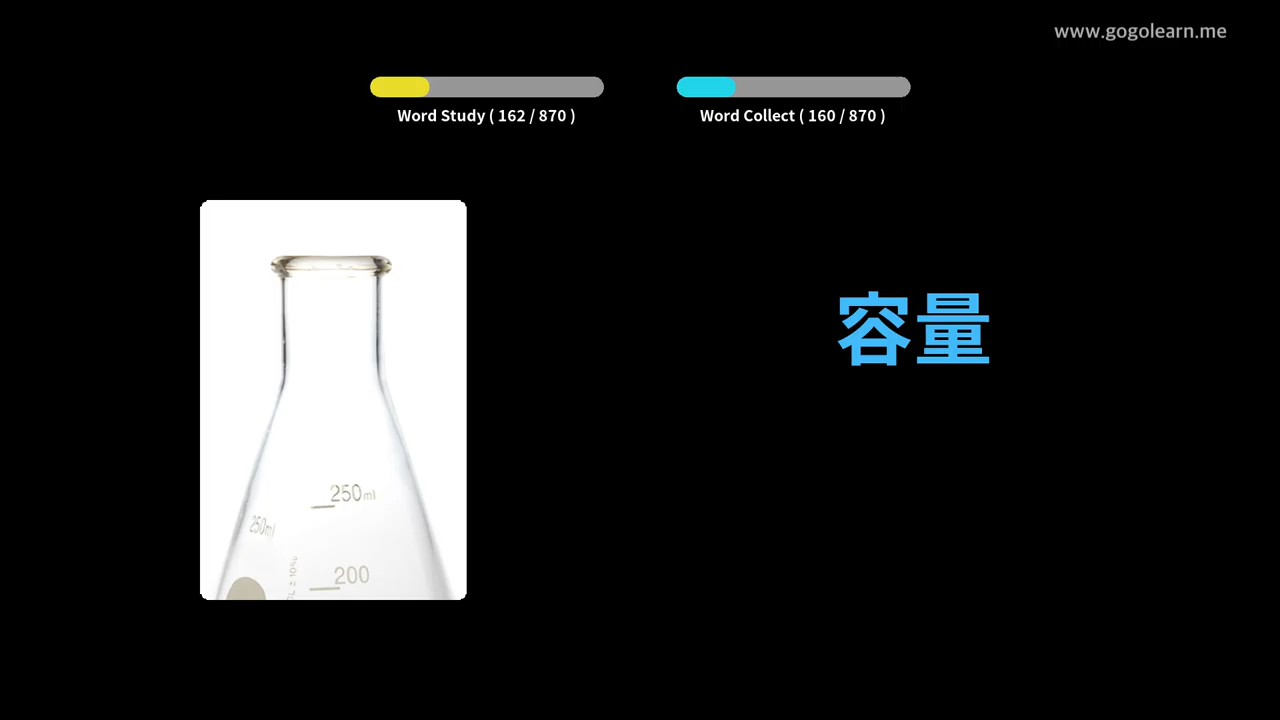 www.gogolearn.me
Word Study ( 162 / 870 )
Word Collect ( 160 / 870 )
容量
250ml
250ml
200